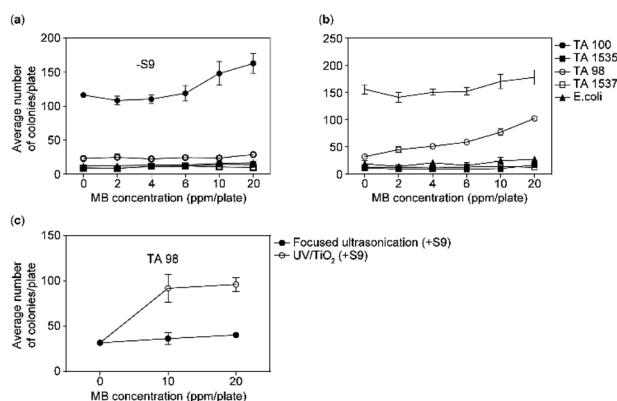 (a)
200
150
100
50
0
Average number
of colonies/plate
-S9
0 2 4 6 10 20
MB concentration (ppm/plate)
(b)
250
200
150
100
50
0
0 2 4 6 10 20
MB concentration (ppm/plate)
TA 100
TA 1535
TA 98
TA 1537
E.coli
(c)
150
100
50
0
Average number
of colonies/plate
TA 98
0 10 20
MB concentration (ppm/plate)
Focused ultrasonication (+S9)
UV/TiO₂ (+S9)